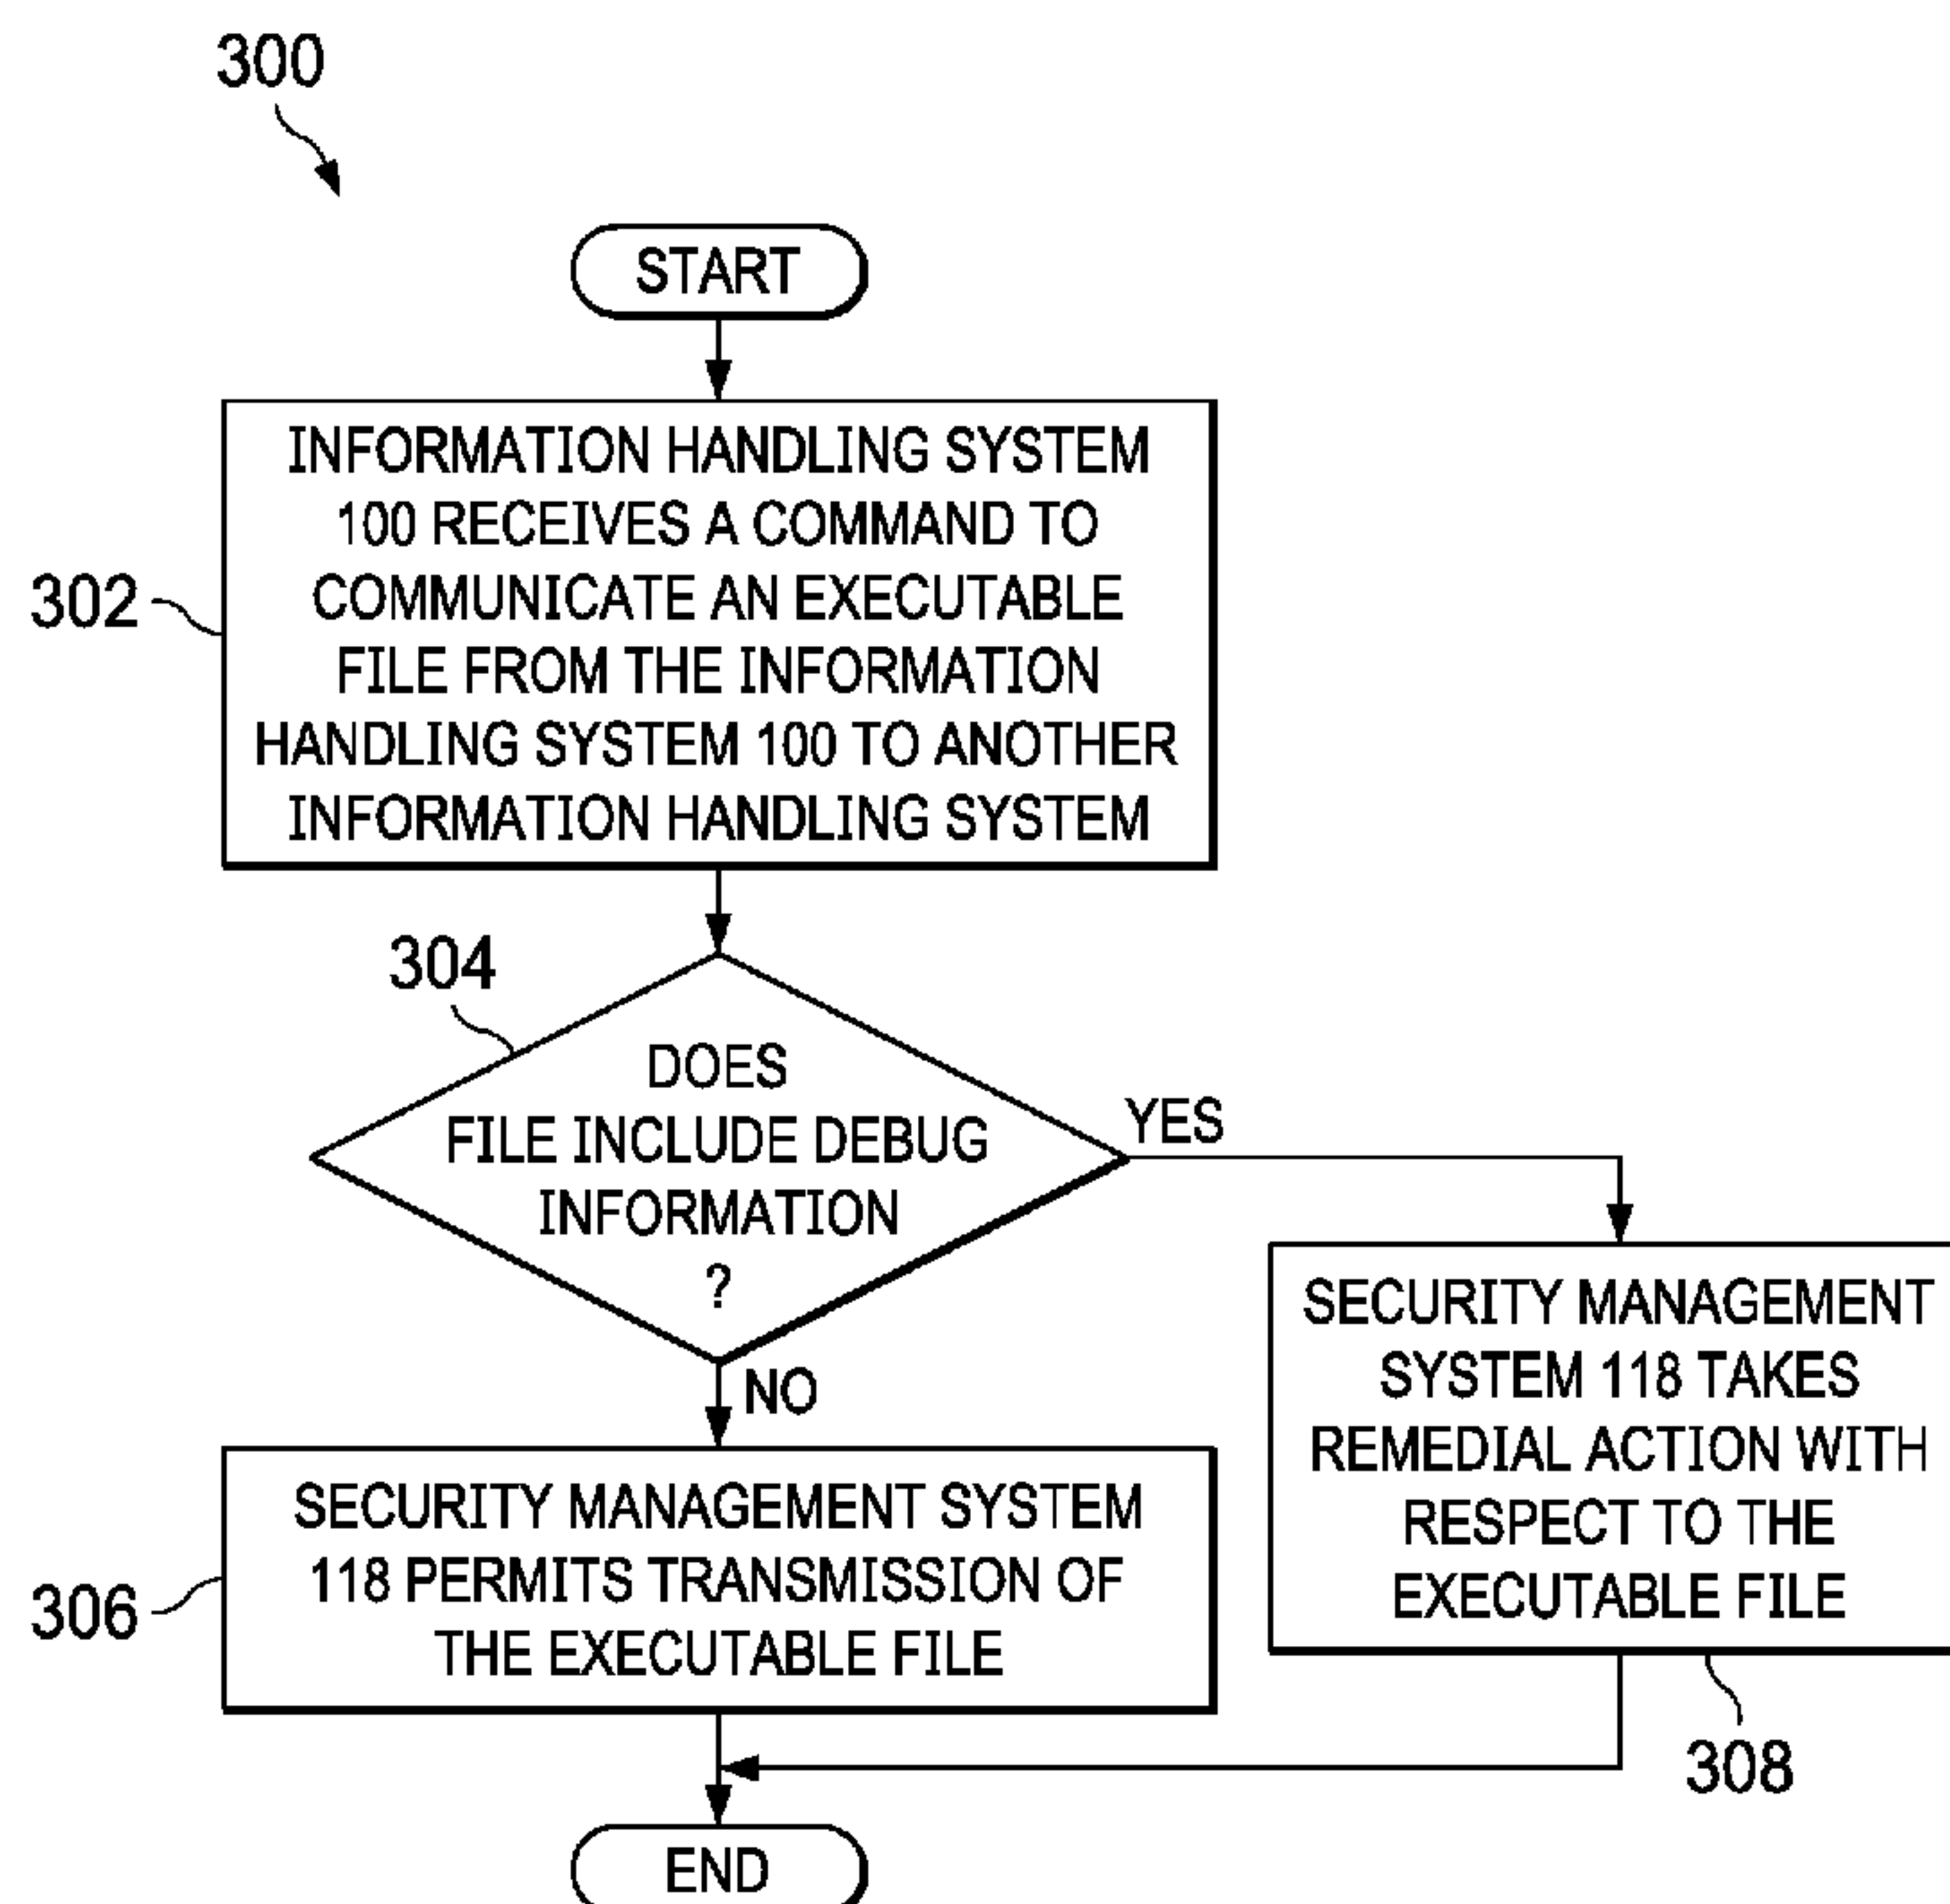 300
START
302
INFORMATION HANDLING SYSTEM
100 RECEIVES A COMMAND TO
COMMUNICATE AN EXECUTABLE
FILE FROM THE INFORMATION
HANDLING SYSTEM 100 TO ANOTHER
INFORMATION HANDLING SYSTEM
304
DOES
FILE INCLUDE DEBUG
INFORMATION
?
YES
NO
306
SECURITY MANAGEMENT SYSTEM
118 PERMITS TRANSMISSION OF
THE EXECUTABLE FILE
SECURITY MANAGEMENT
SYSTEM 118 TAKES
REMEDIAL ACTION WITH
RESPECT TO THE
EXECUTABLE FILE
308
END